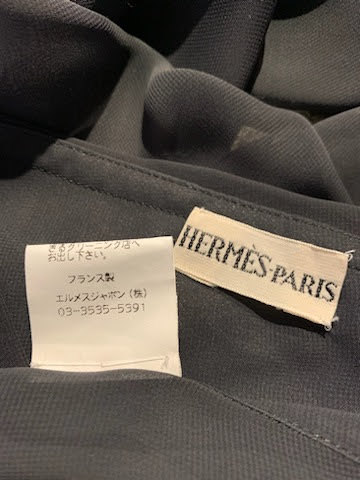 きるクリーニング店へ
お出し下さい。
フランス製
エルメスジャポン(株)
03-3535-5391
HERMÈS-PARIS